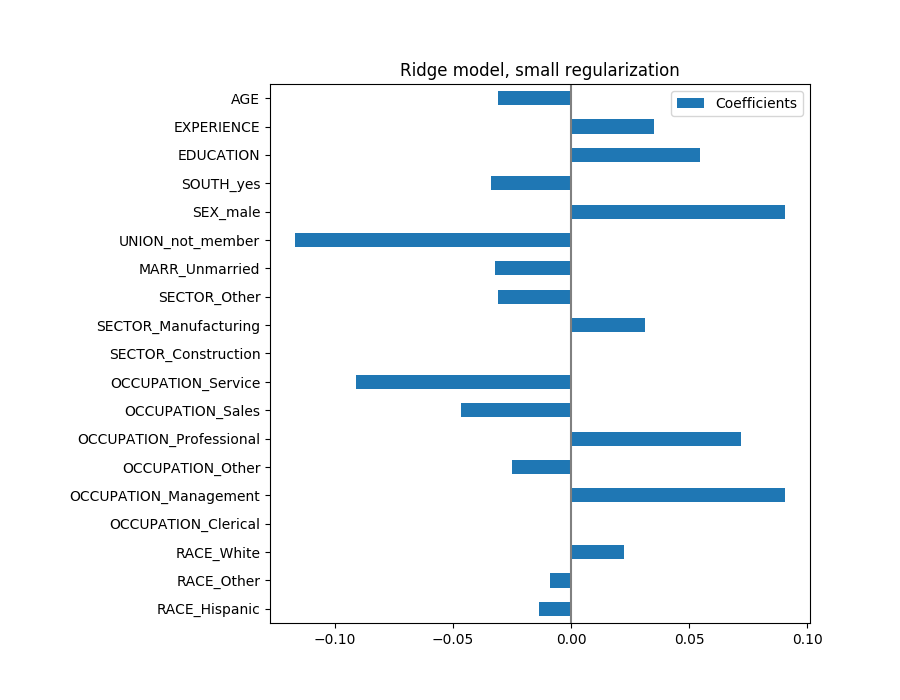 Ridge model, small regularization
Coefficients
AGE
EXPERIENCE
EDUCATION
SOUTH_yes
SEX_male
UNION_not_member
MARR_Unmarried
SECTOR_Other
SECTOR_Manufacturing
SECTOR_Construction
OCCUPATION_Service
OCCUPATION_Sales
OCCUPATION_Professional
OCCUPATION_Other
OCCUPATION_Management
OCCUPATION_Clerical
RACE_White
RACE_Other
RACE_Hispanic
−0.10 −0.05 0.00 0.05 0.10